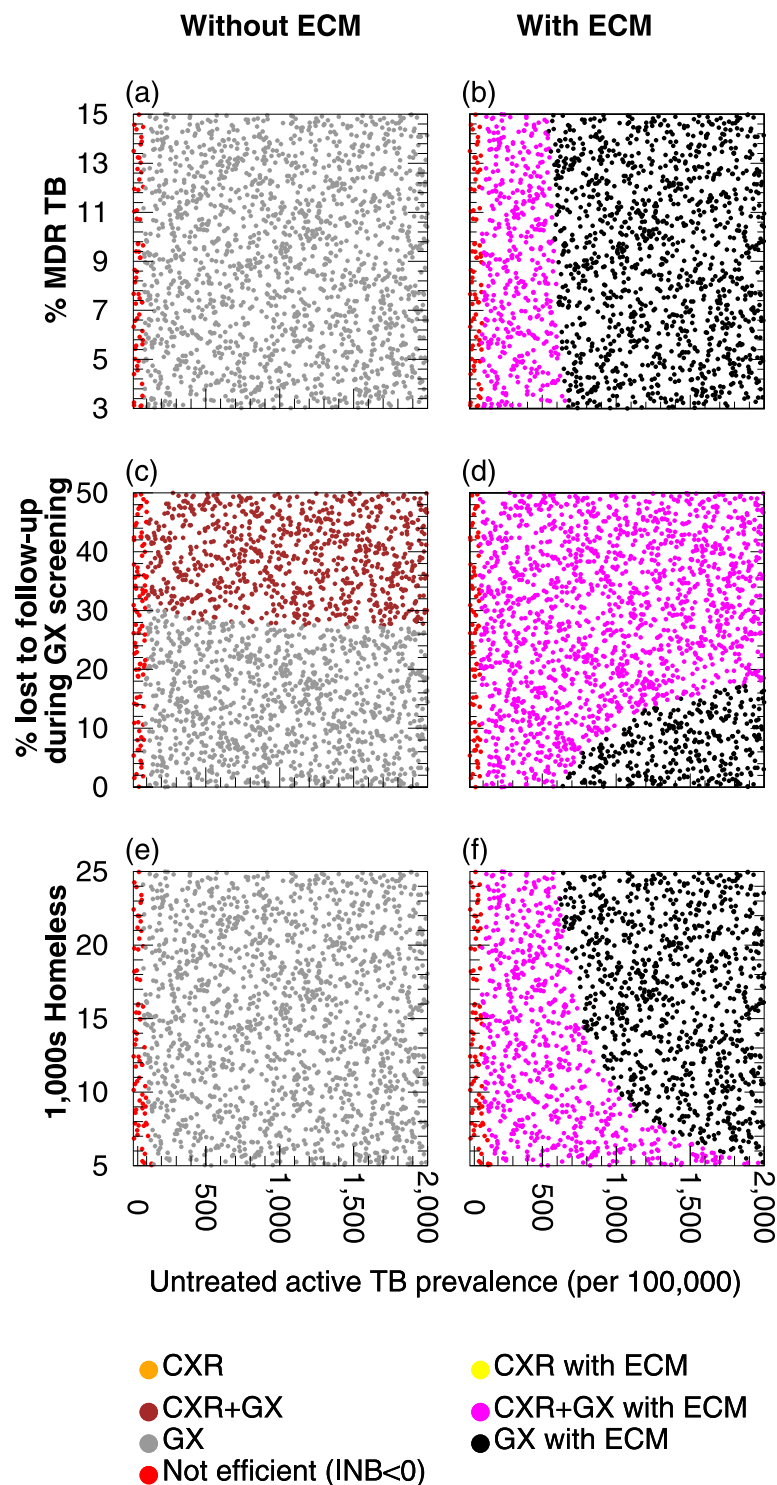 Without ECM
With ECM
(a)
(b)
% MDR TB
15
13
11
9
7
5
3
(c)
(d)
% lost to follow-up
during GX screening
50
40
30
20
10
0
(e)
(f)
1,000s Homeless
25
20
15
10
5
0
500
1,000
1,500
2,000
0
500
1,000
1,500
2,000
Untreated active TB prevalence (per 100,000)
CXR
CXR with ECM
CXR+GX
CXR+GX with ECM
GX
GX with ECM
Not efficient (INB<0)